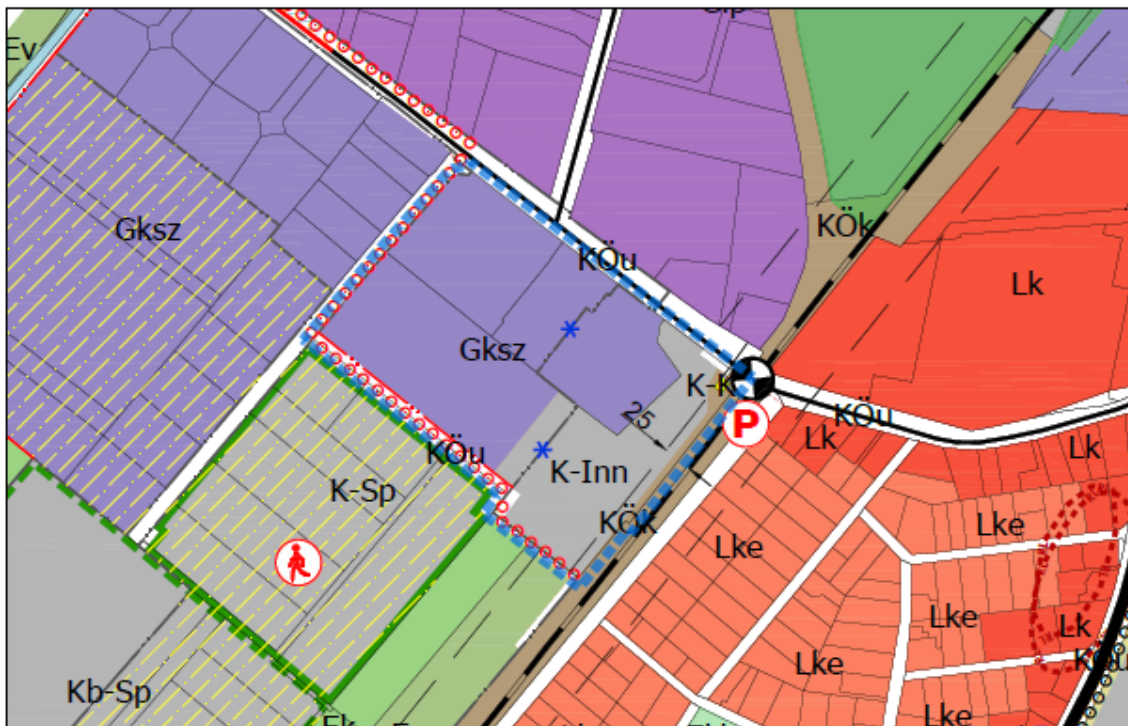 Ev
KÖk
Gksz
KÖu
Lk
Gksz
K-K
25
P
Lk
KÖu
Lk
KÖu
K-Sp
K-Inn
KÖk
Lke
Lke
Lke
Lk
Lke
Kb-Sp
Lke